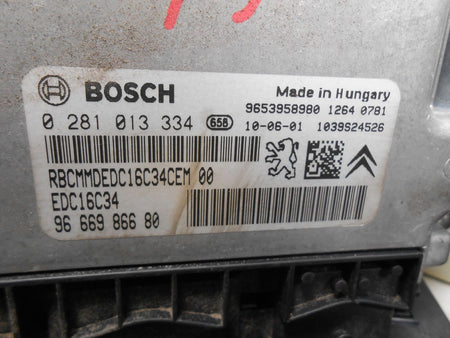 BOSCH
Made in Hungary
9653958980 1264 0781
0 281 013 334 65B 10-06-01 1039S24526
RBCMMDEDC16C34CEM 00
EDC16C34
96 669 866 80